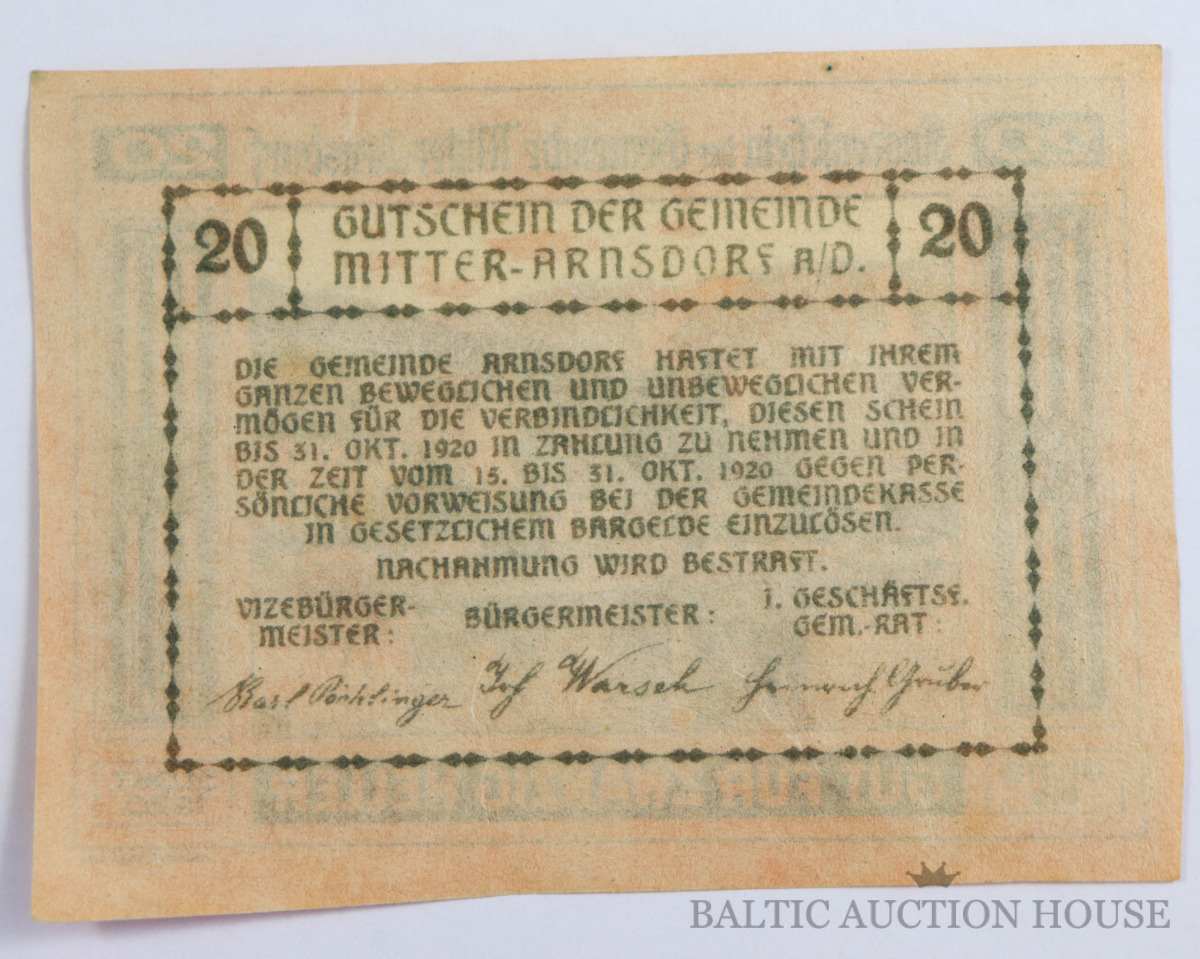 20 GUTSCHEIN DER GEMEINDE 20
MITTER-ARNSDORF A/D.
DIE GEMEINDE ARNSDORF HAFTET MIT IHREM
GANZEN BEWEGLICHEN UND UNBEWEGLICHEN VER-
MÖGEN FÜR DIE VERBINDLICHKEIT, DIESEN SCHEIN
BIS 31. OKT. 1920 IN ZAHLUNG ZU NEHMEN UND IN
DER ZEIT VOM 15. BIS 31. OKT. 1920 GEGEN PER-
SÖNLICHE VORWEISUNG BEI DER GEMEINDEKASSE
IN GESETZLICHEM BARGELDE EINZULÖSEN.
NACHAHMUNG WIRD BESTRAFT.
VIZEBÜRGER-
MEISTER:
BÜRGERMEISTER:
I. GESCHÄFTSF.
GEM.-RAT:
Karl
Joh Warsch
Heinrich Gruber
BALTIC AUCTION HOUSE